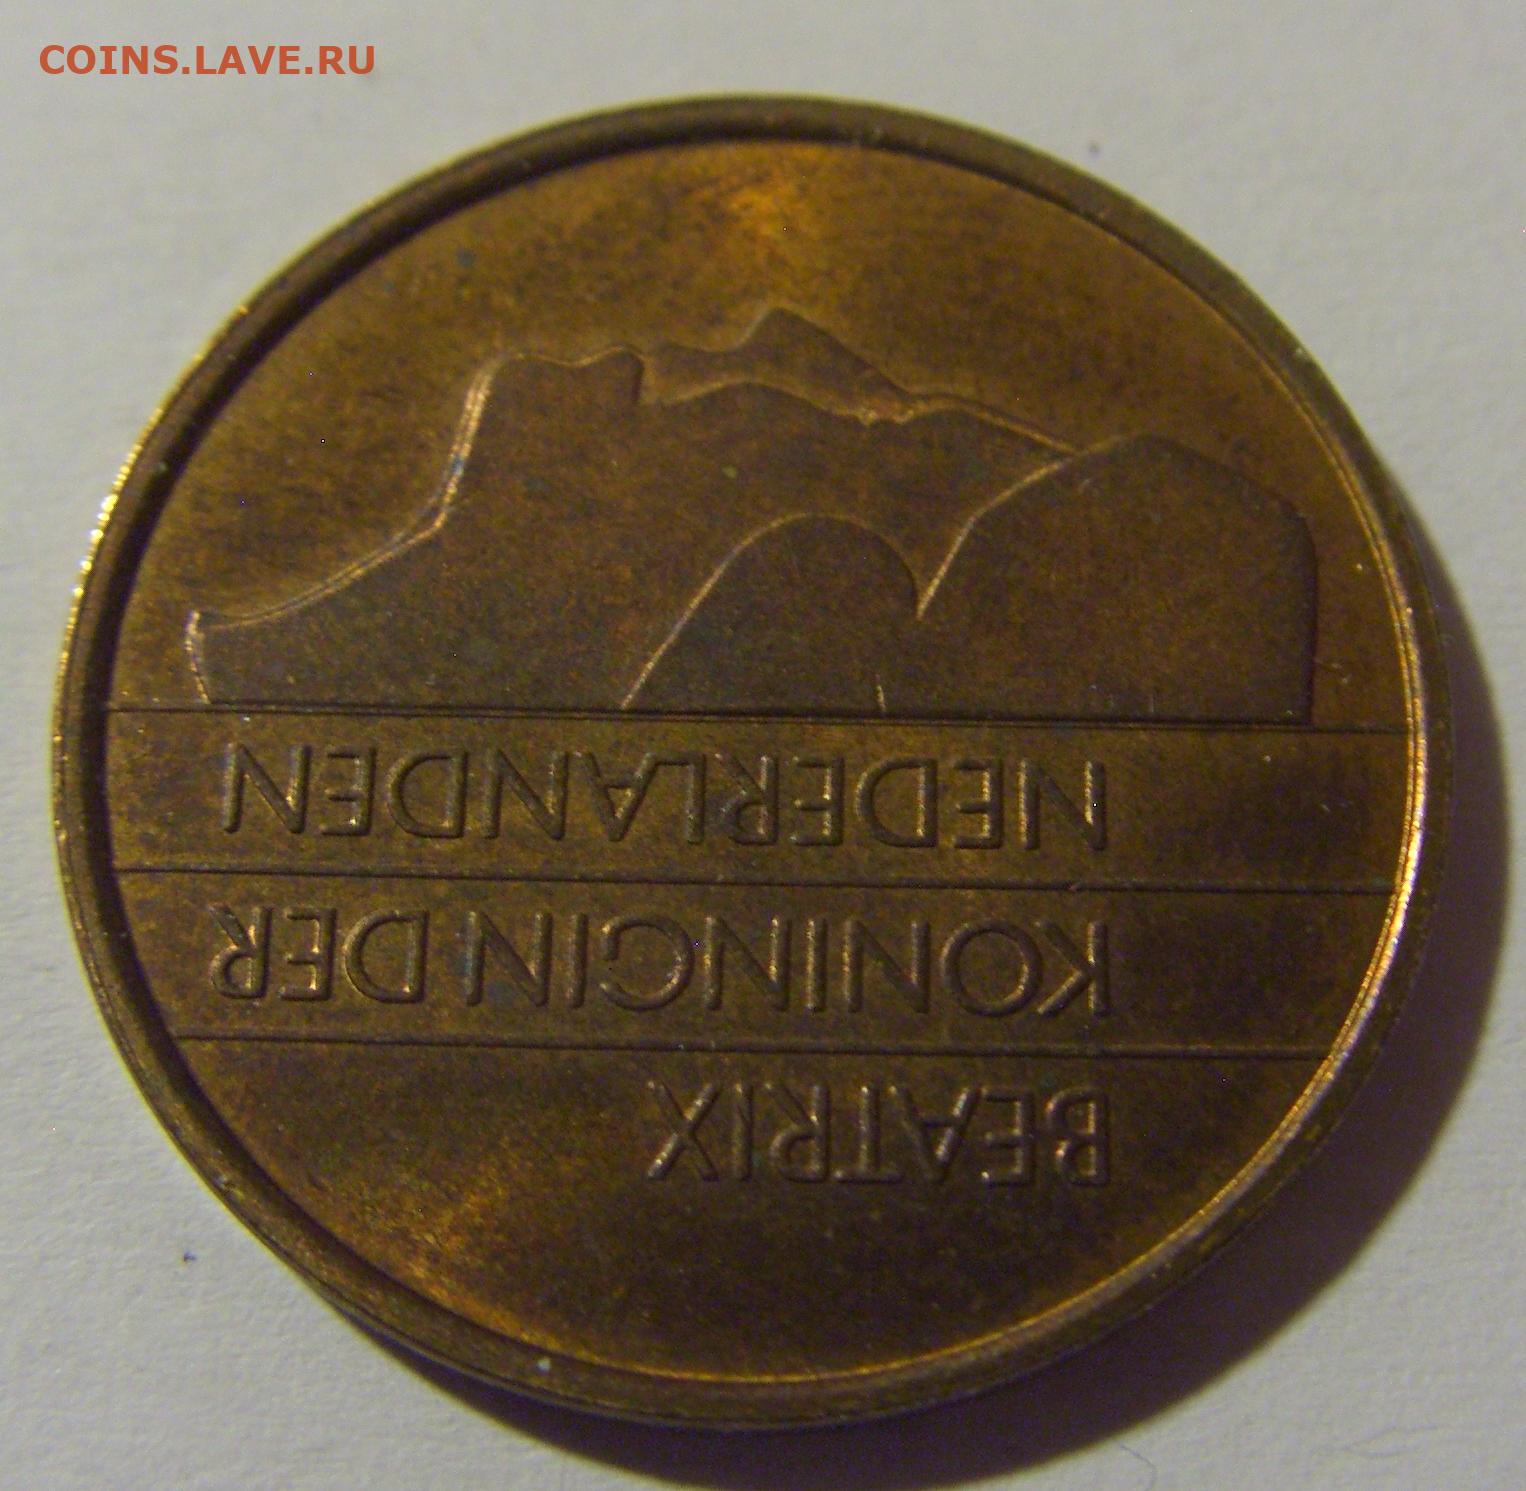 COINS.LAVE.RU
BEATRIX
KONINGIN DER
NEDERLANDEN